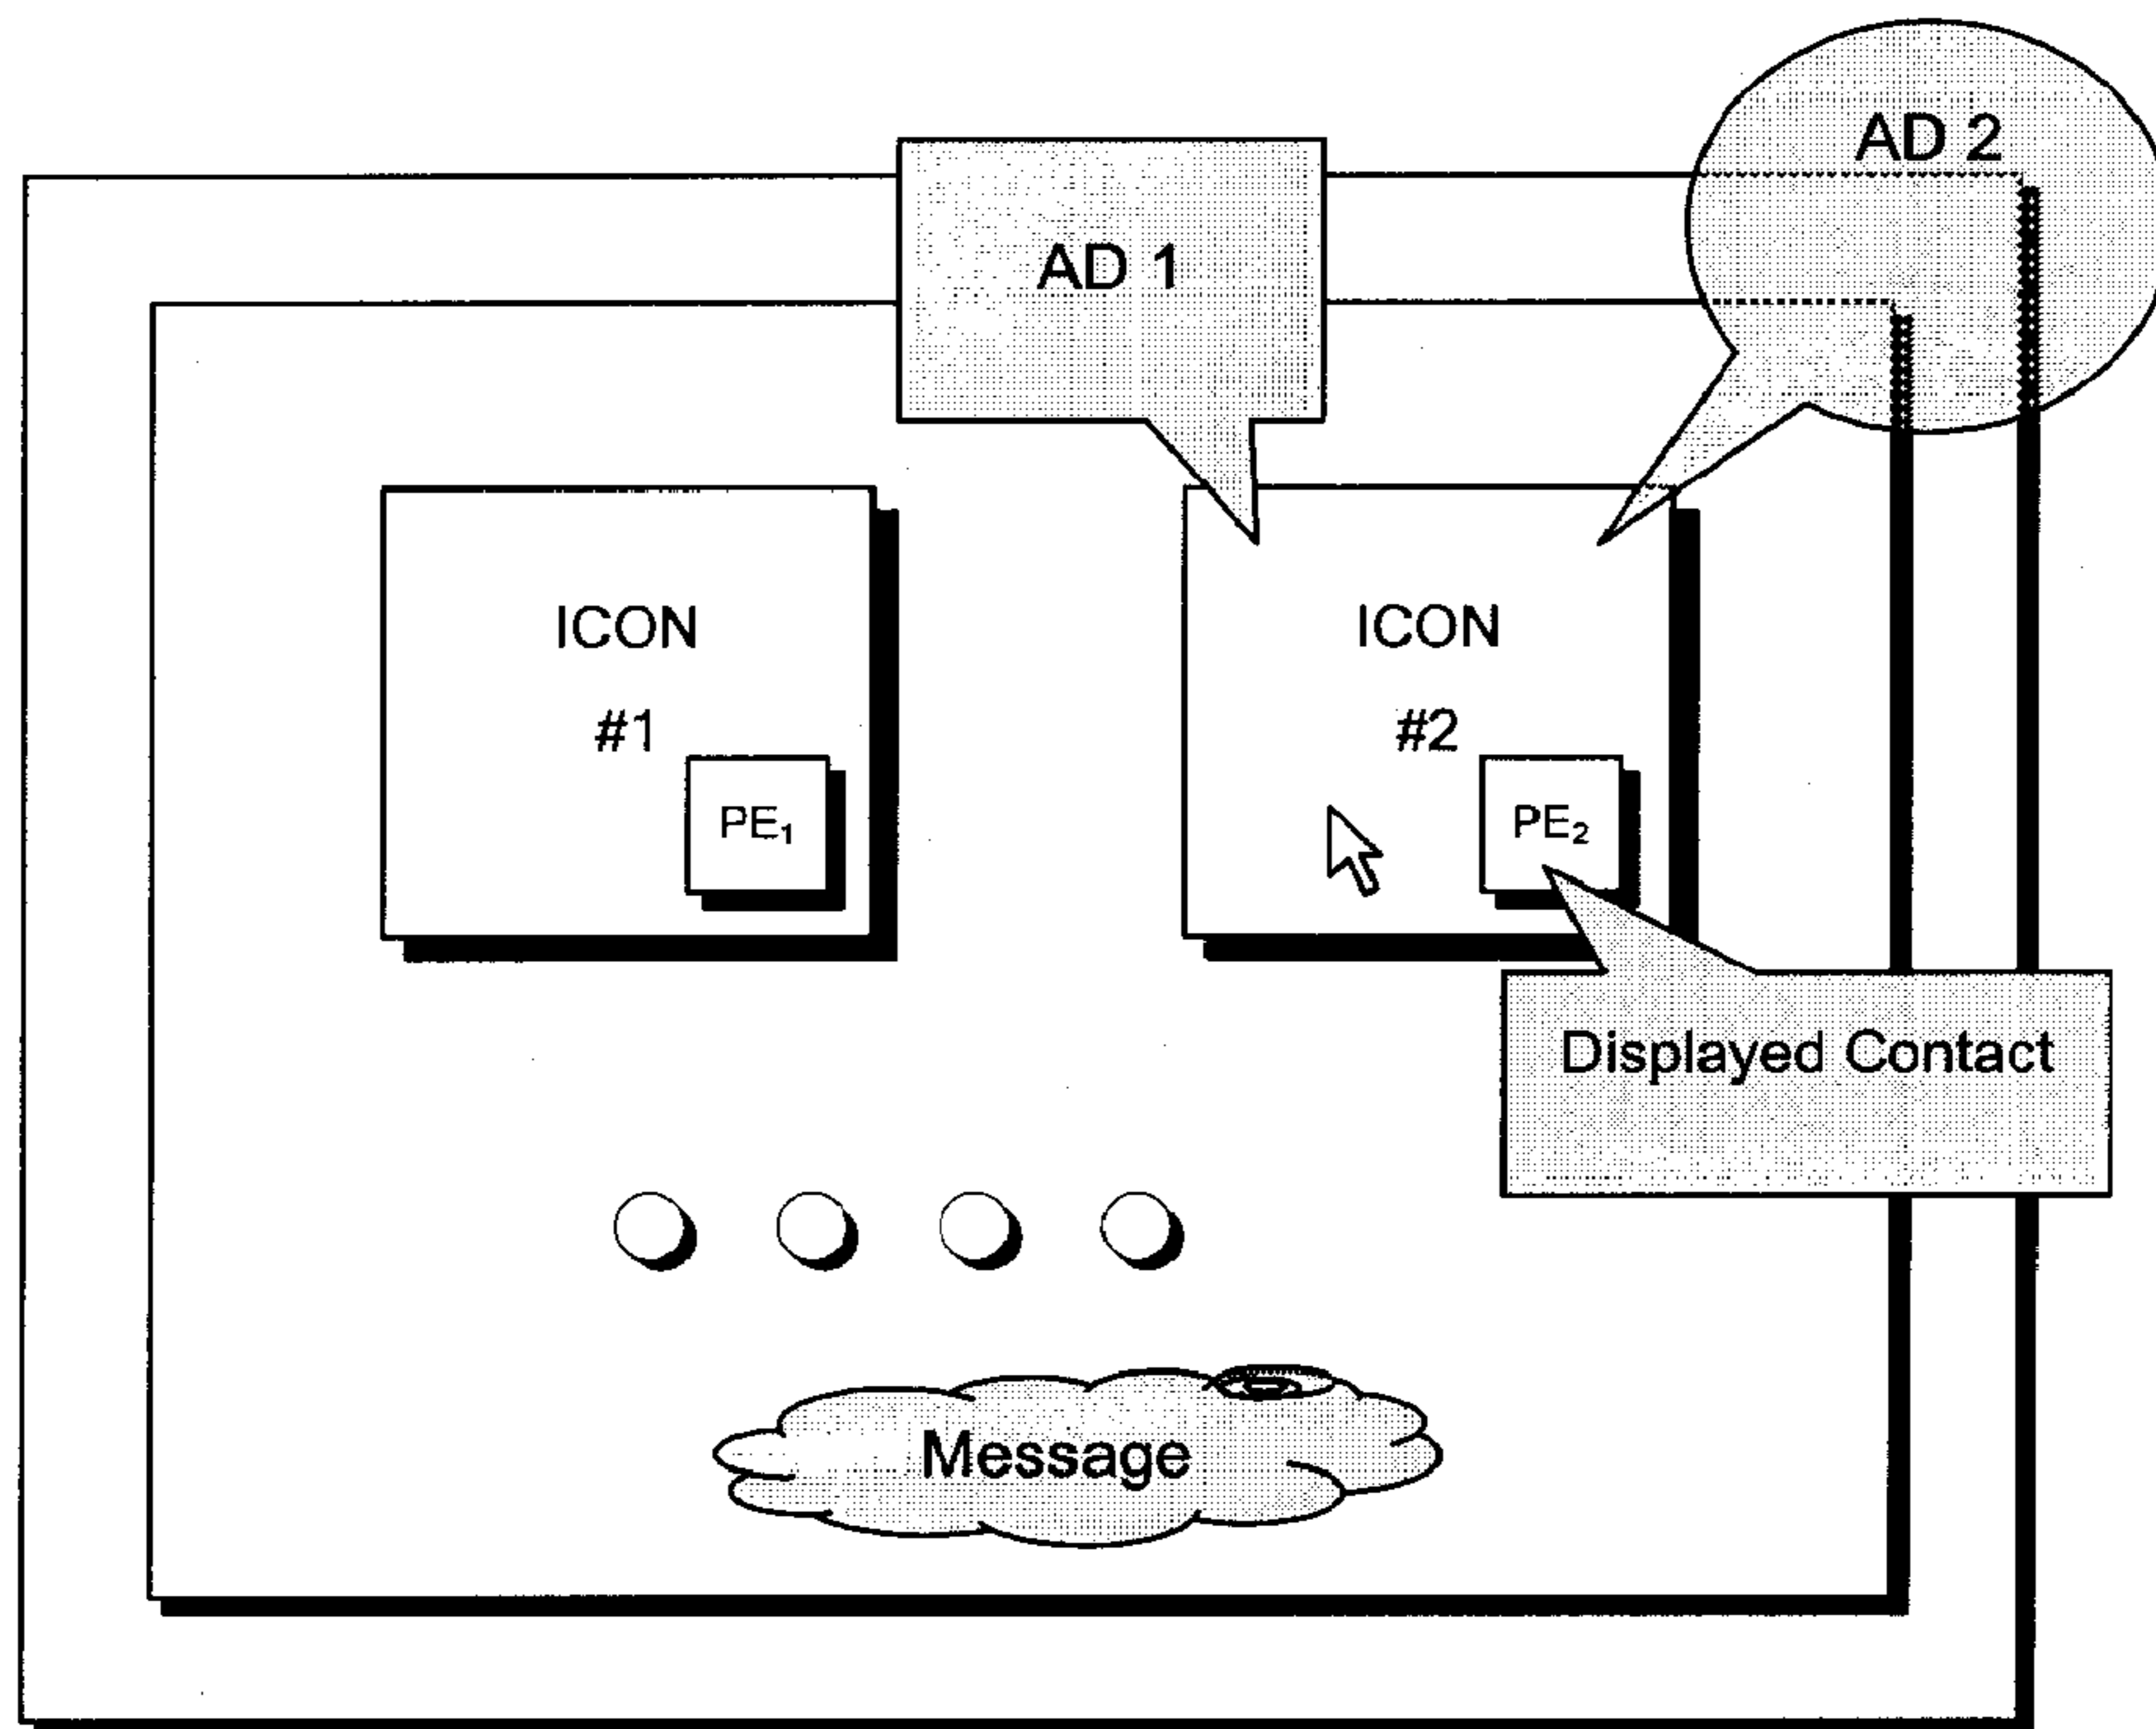 AD 2
AD 1
ICON
#1
PE₁
ICON
#2
PE₂
Displayed Contact
Message